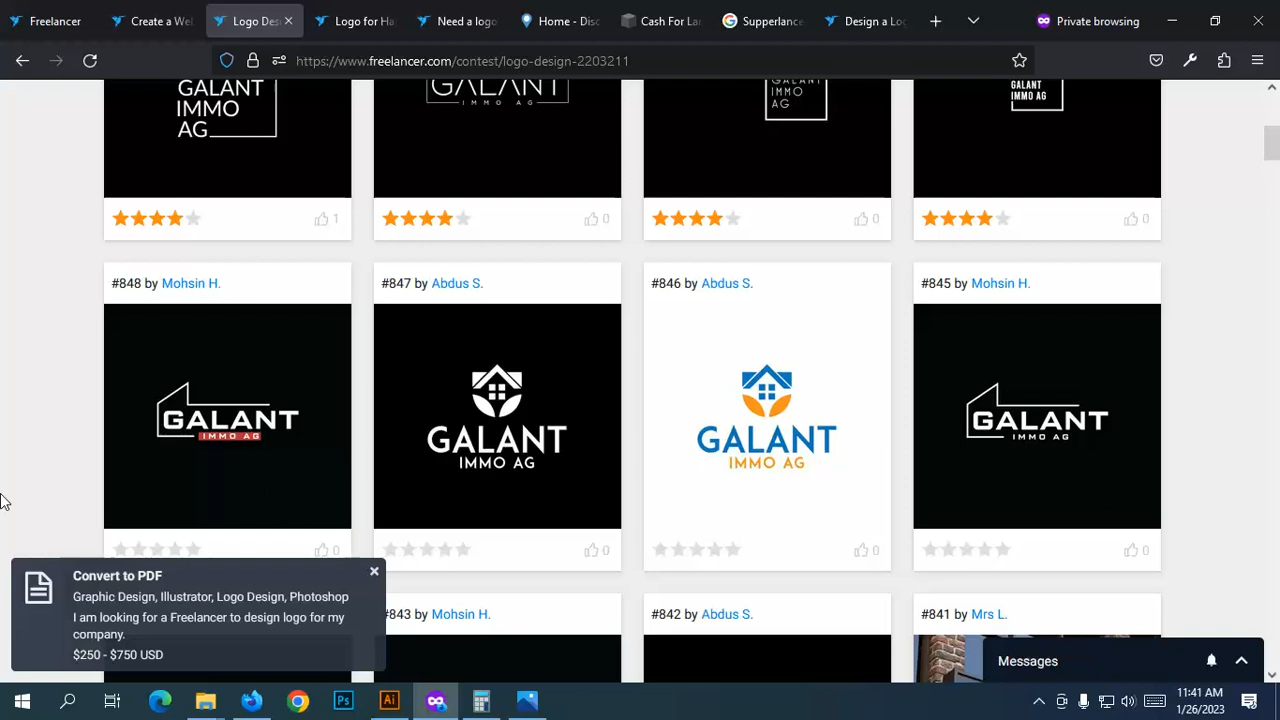 Freelancer
Create a Wel
Logo Des
Logo for Ha
Need a logo
Home - Disc
Cash For Lan
Supperlance
Design a Lo
Private browsing
https://www.freelancer.com/contest/logo-design-2203211
GALANT
IMMO
AG
GALANT
IMMO AG
GALANT
IMMO
AG
GALANT
IMMO AG
1
0
0
0
#848 by Mohsin H.
#847 by Abdus S.
#846 by Abdus S.
#845 by Mohsin H.
GALANT
IMMO AG
GALANT
IMMO AG
GALANT
IMMO AG
GALANT
IMMO AG
0
0
0
0
Convert to PDF
Graphic Design, Illustrator, Logo Design, Photoshop
I am looking for a Freelancer to design logo for my
company.
$250 - $750 USD
#843 by Mohsin H.
#842 by Abdus S.
#841 by Mrs L.
Messages
Ps
Ai
11:41 AM
1/26/2023